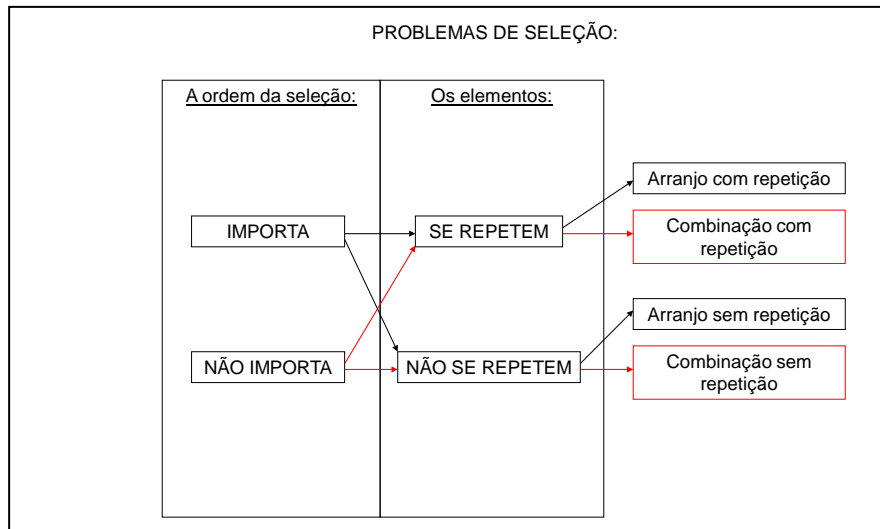 PROBLEMAS DE SELEÇÃO:
A ordem da seleção:
Os elementos:
Arranjo com repetição
IMPORTA
SE REPETEM
Combinação com
repetição
Arranjo sem repetição
NÃO IMPORTA
NÃO SE REPETEM
Combinação sem
repetição